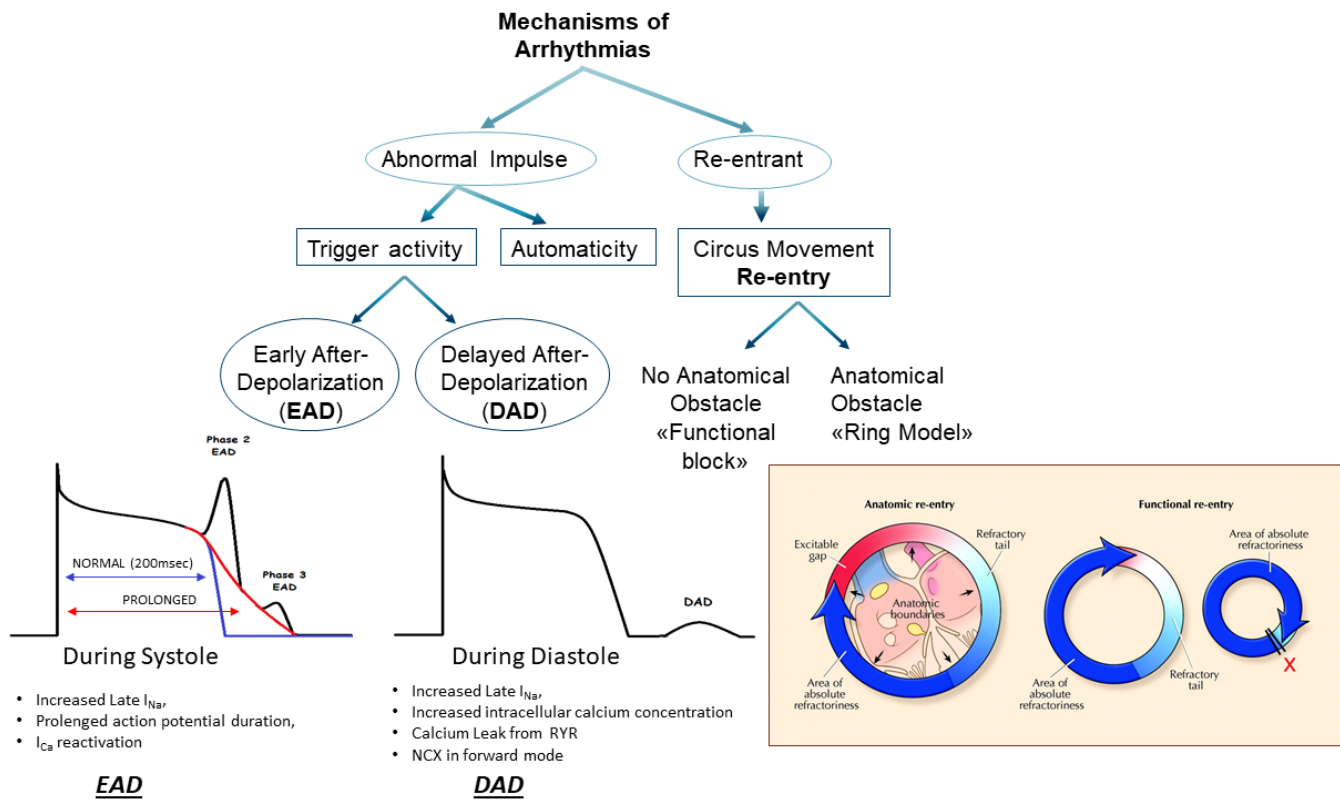 Mechanisms of
Arrhythmias
Abnormal Impulse
Re-entrant
Trigger activity
Automaticity
Circus Movement
Re-entry
Early After-
Depolarization
(EAD)
Delayed After-
Depolarization
(DAD)
No Anatomical
Obstacle
«Functional
block»
Anatomical
Obstacle
«Ring Model»
Phase 2
EAD
NORMAL (200msec)
PROLONGED
Phase 3
EAD
During Systole
• Increased Late INa,
• Prolenged action potential duration,
• ICa reactivation
EAD
DAD
During Diastole
• Increased Late INa,
• Increased intracellular calcium concentration
• Calcium Leak from RYR
• NCX in forward mode
DAD
Anatomic re-entry
Excitable
gap
Refractory
tail
Anatomic
boundaries
Area of
absolute
refractoriness
Functional re-entry
Area of absolute
refractoriness
Area of
absolute
refractoriness
Refractory
tail
X